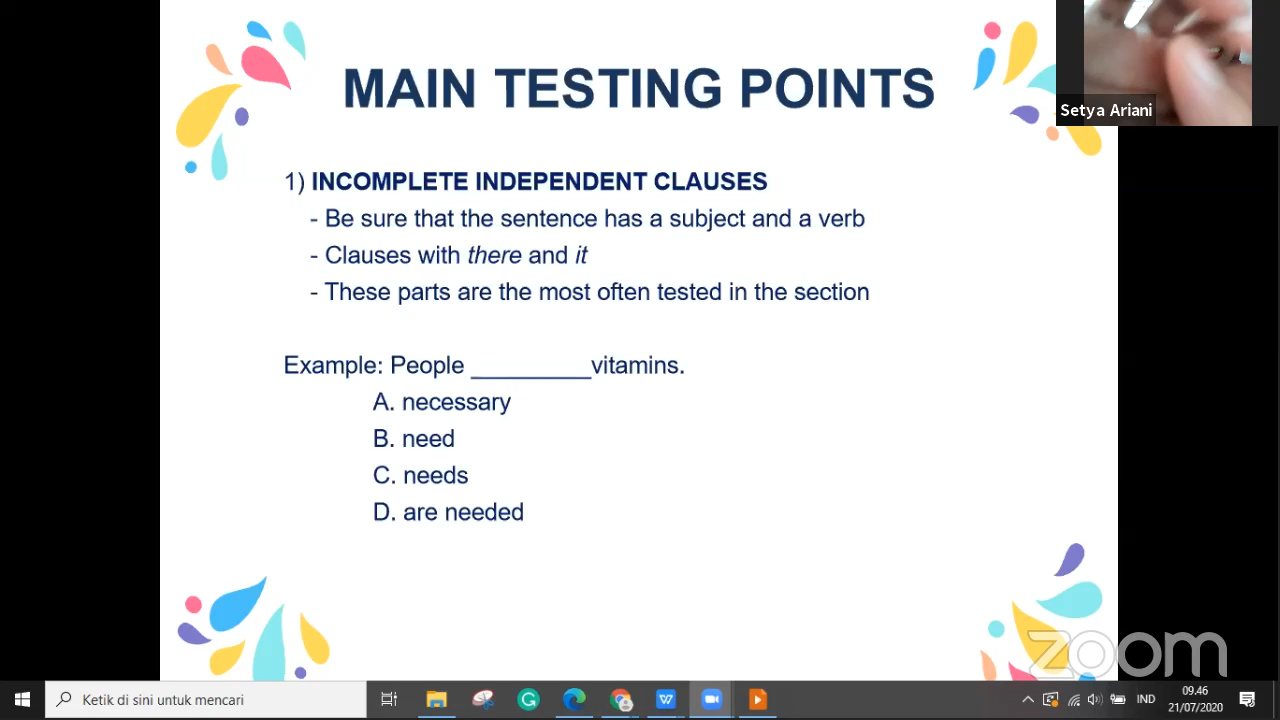 MAIN TESTING POINTS
Setya Ariani
1) INCOMPLETE INDEPENDENT CLAUSES
- Be sure that the sentence has a subject and a verb
- Clauses with there and it
- These parts are the most often tested in the section
Example: People _________vitamins.
A. necessary
B. need
C. needs
D. are needed
zoom
Ketik di sini untuk mencari
IND
09.46
21/07/2020